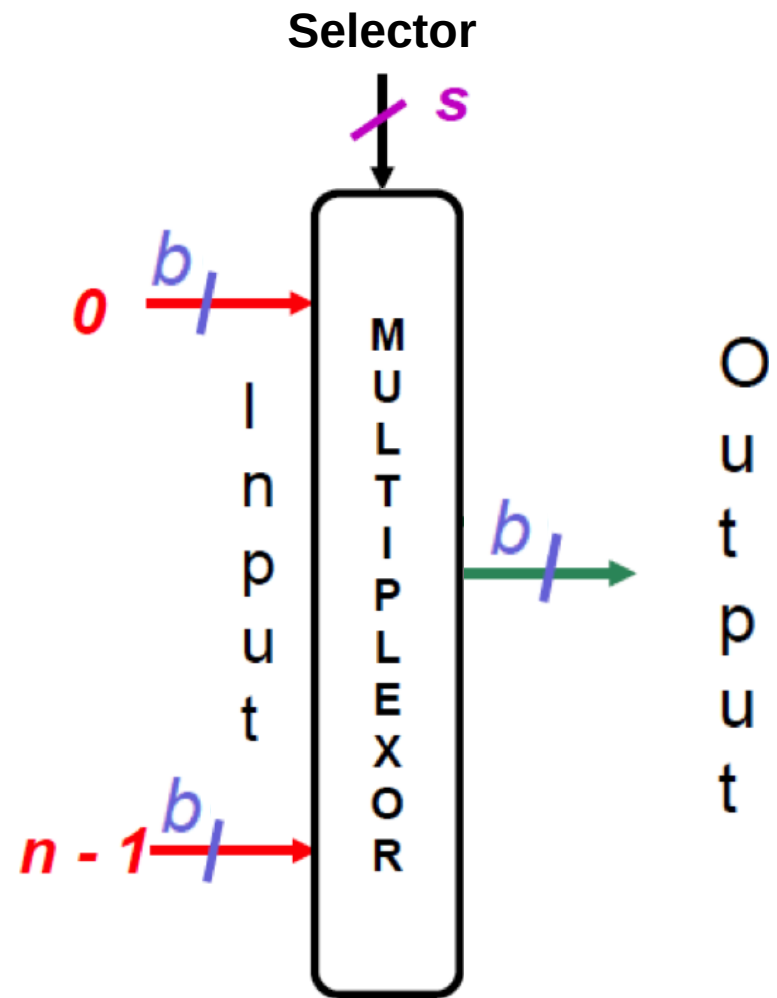 Selector
s
b
0
Input
b
n - 1
MULTIPLEXOR
b
Output